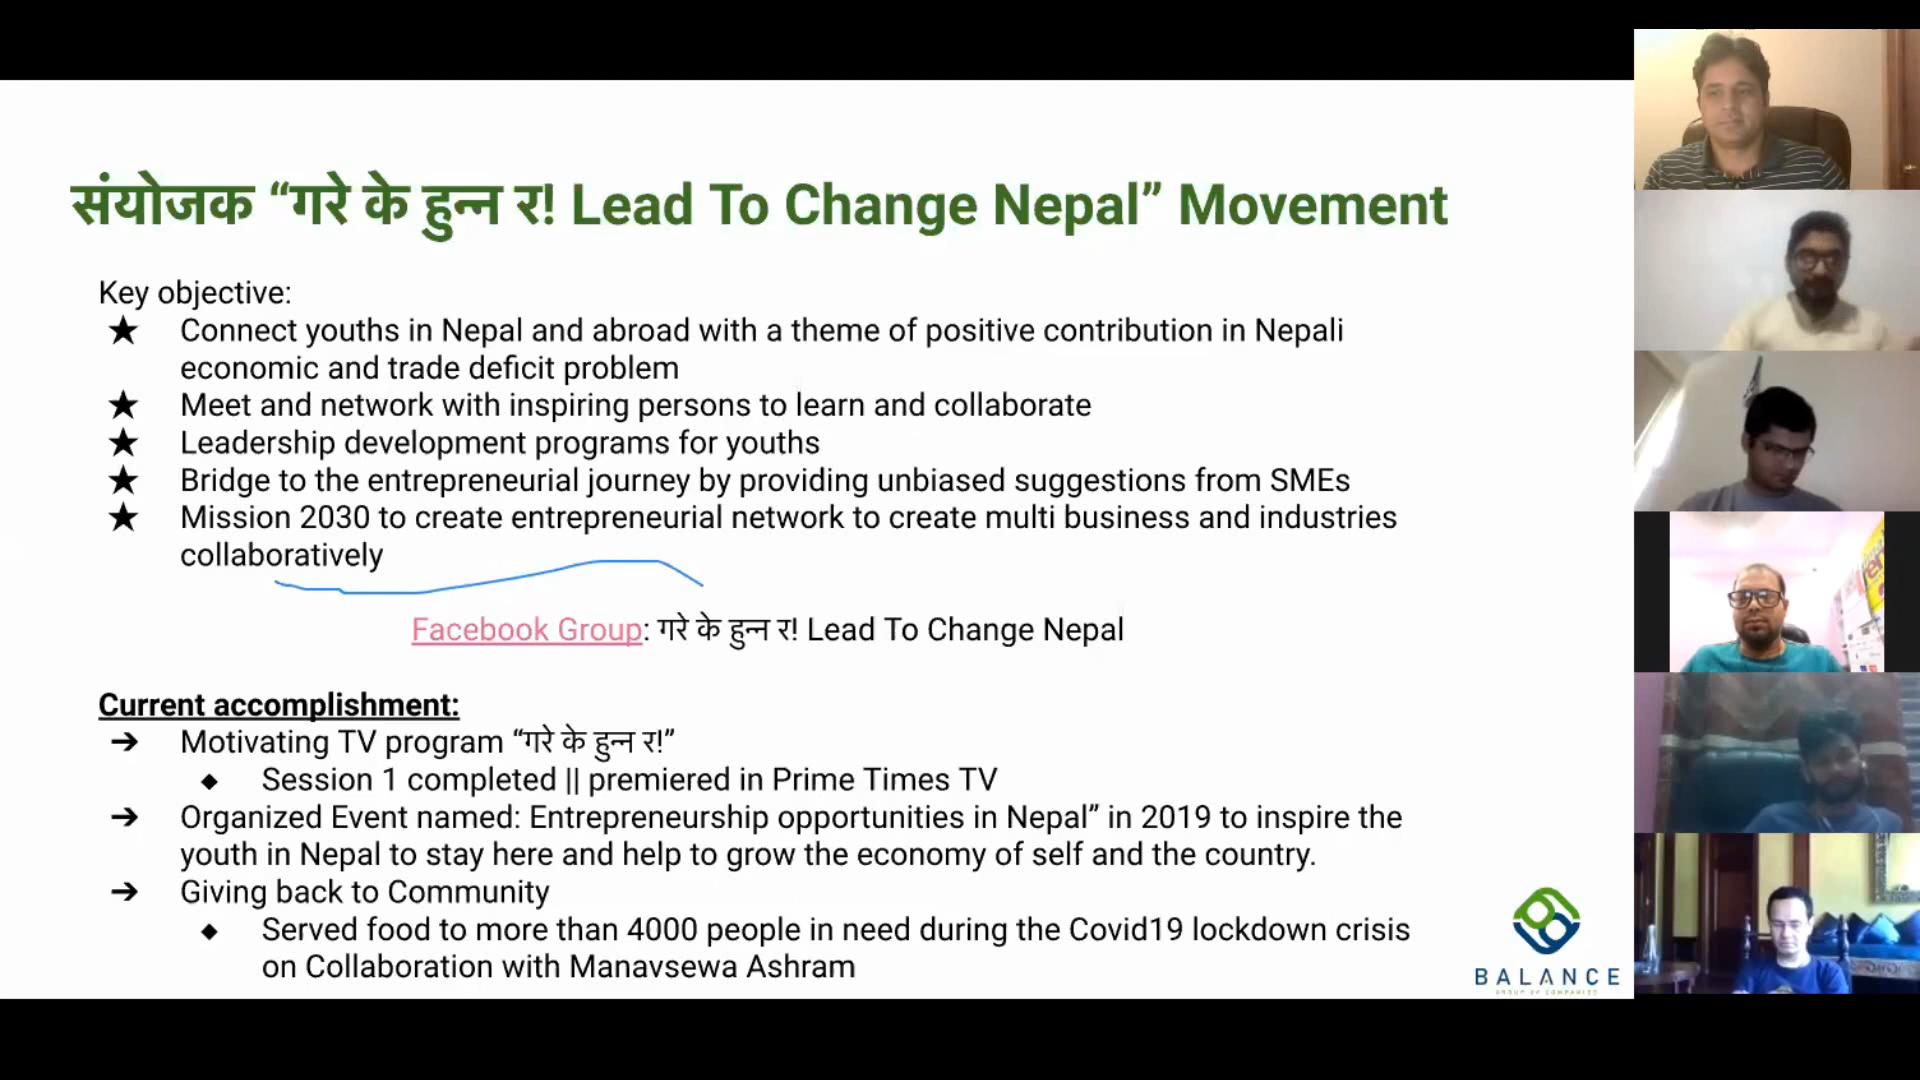 संयोजक “गरे के हुन्न र! Lead To Change Nepal” Movement
Key objective:
★ Connect youths in Nepal and abroad with a theme of positive contribution in Nepali
economic and trade deficit problem
★ Meet and network with inspiring persons to learn and collaborate
★ Leadership development programs for youths
★ Bridge to the entrepreneurial journey by providing unbiased suggestions from SMEs
★ Mission 2030 to create entrepreneurial network to create multi business and industries
collaboratively
Facebook Group: गरे के हुन्न र! Lead To Change Nepal
Current accomplishment:
➔ Motivating TV program “गरे के हुन्न र!”
◆ Session 1 completed || premiered in Prime Times TV
➔ Organized Event named: Entrepreneurship opportunities in Nepal” in 2019 to inspire the
youth in Nepal to stay here and help to grow the economy of self and the country.
➔ Giving back to Community
◆ Served food to more than 4000 people in need during the Covid19 lockdown crisis
on Collaboration with Manavsewa Ashram
BALANCE
GROUP OF COMPANIES